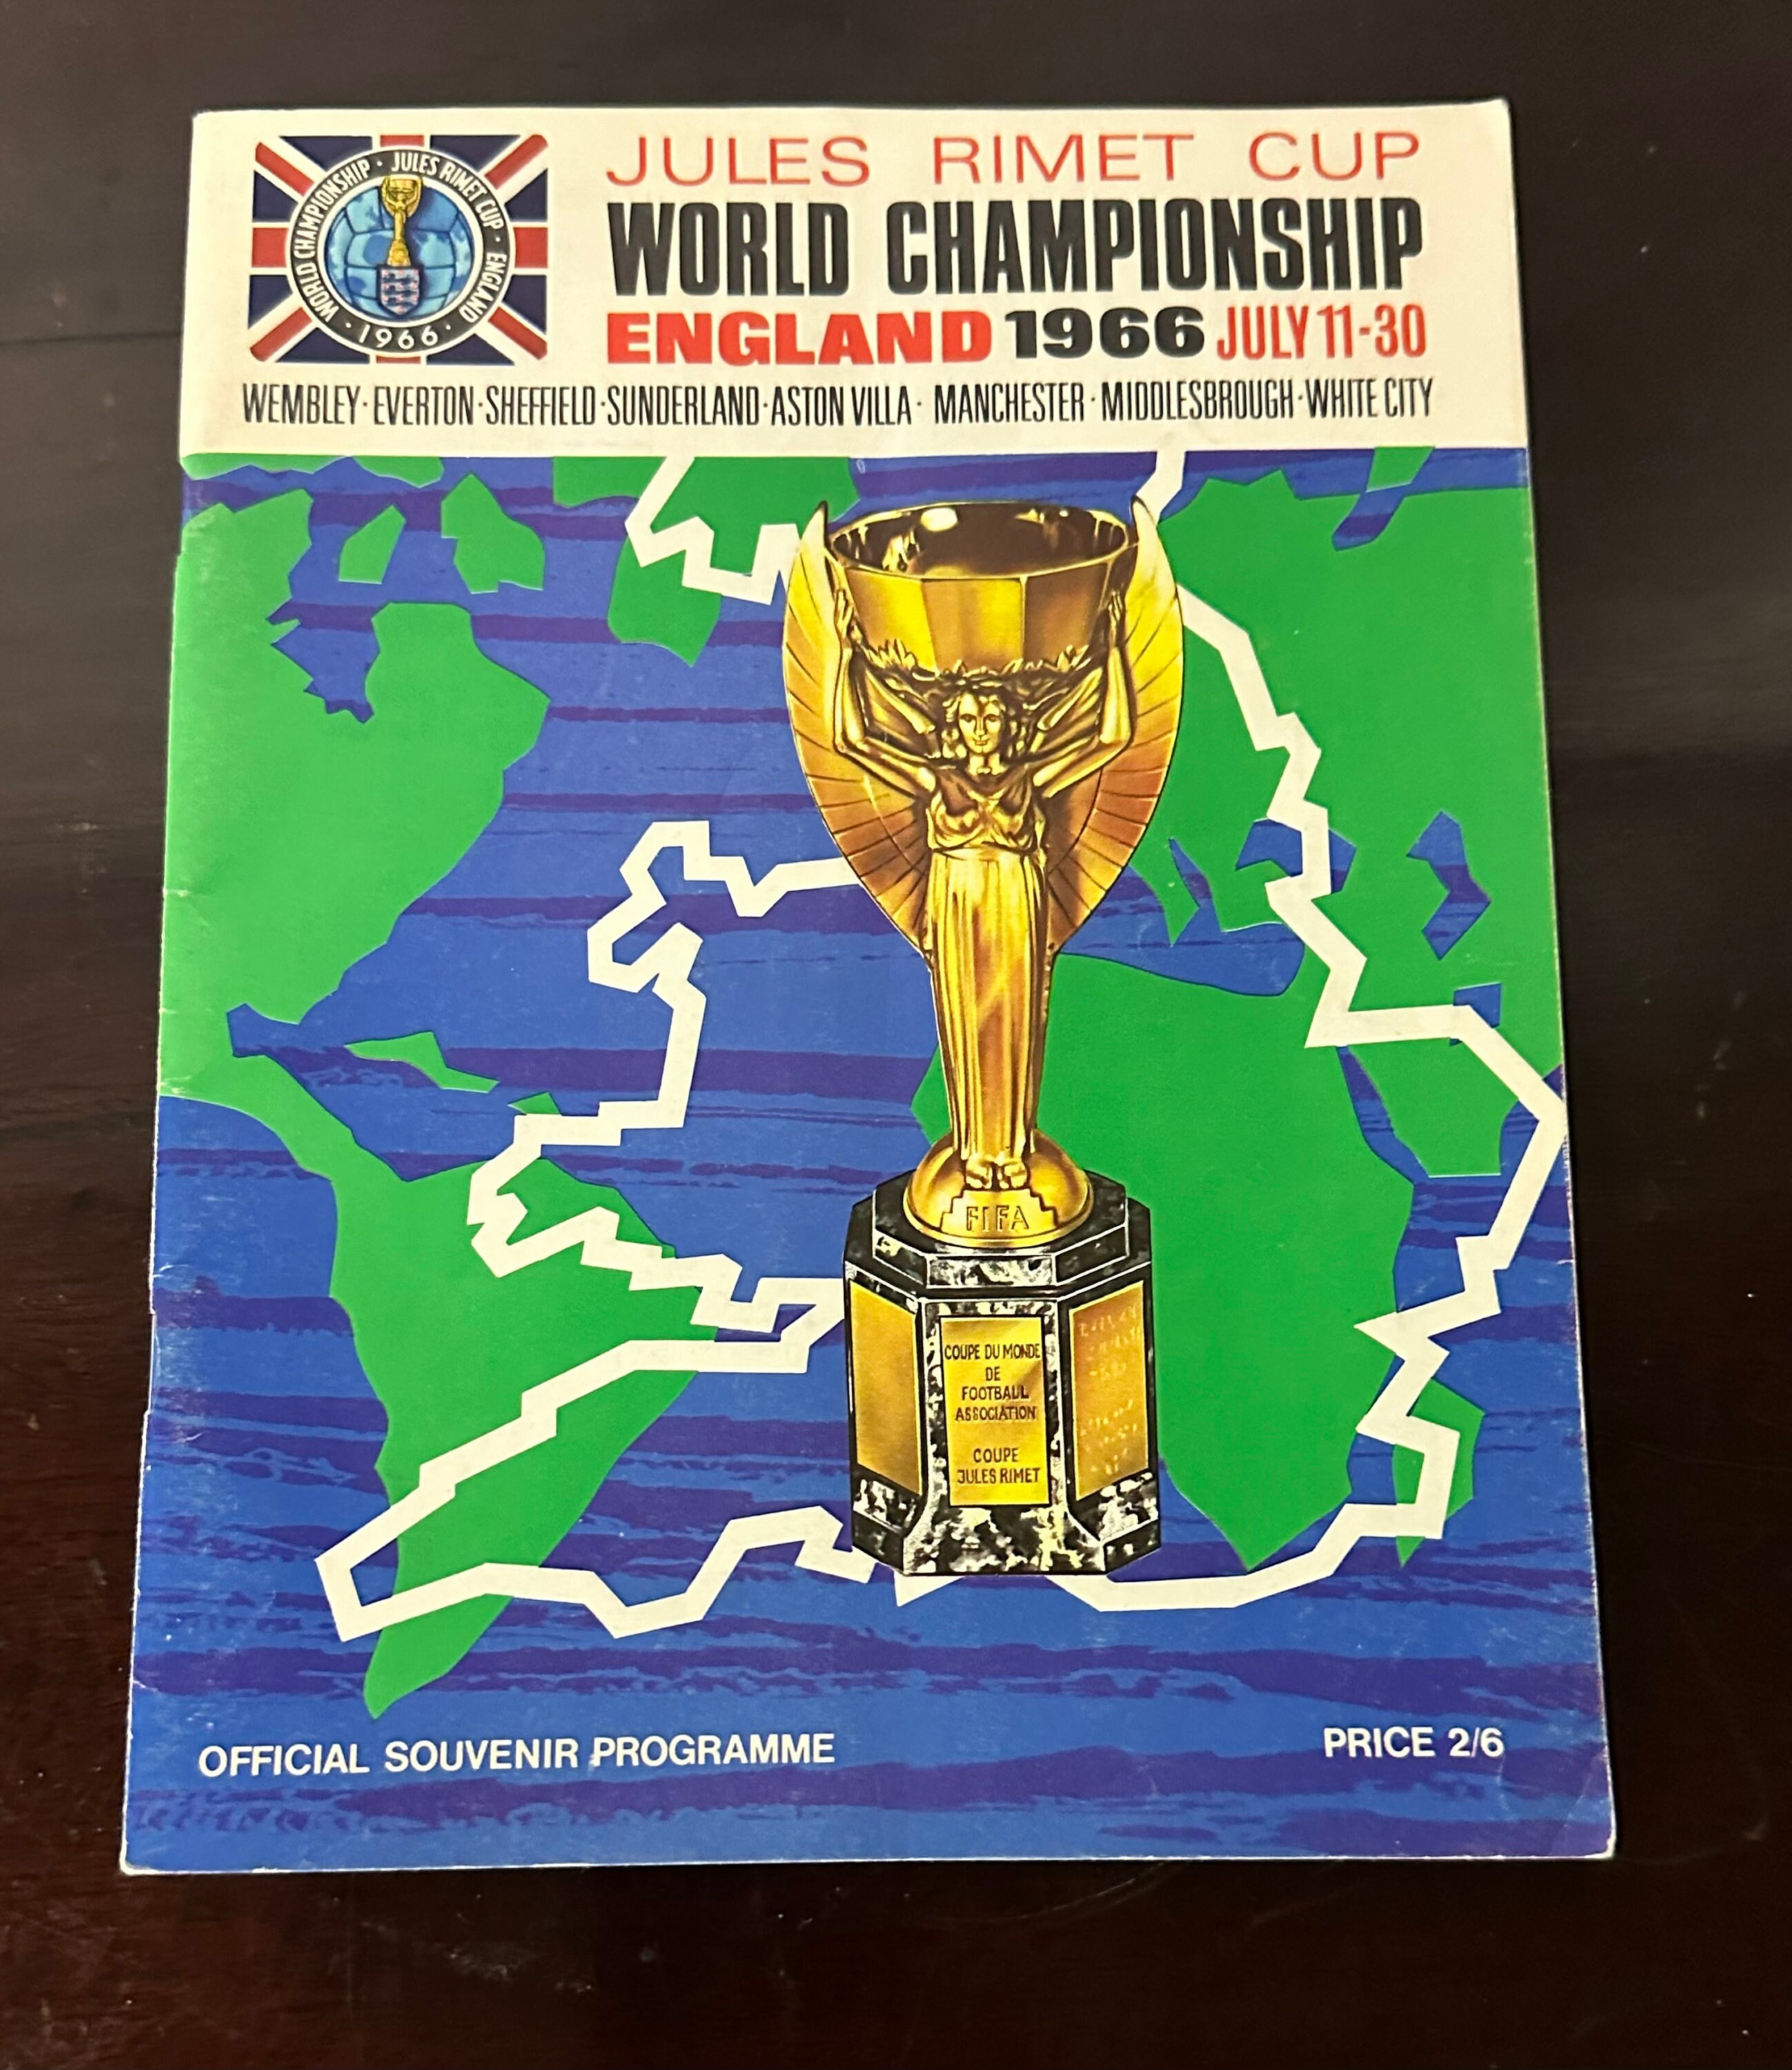 WORLD CHAMPIONSHIP · JULES RIMET CUP · ENGLAND
· 1966 ·
JULES RIMET CUP
WORLD CHAMPIONSHIP
ENGLAND 1966 JULY 11-30
WEMBLEY · EVERTON · SHEFFIELD · SUNDERLAND · ASTON VILLA · MANCHESTER · MIDDLESBROUGH · WHITE CITY
FIFA
COUPE DU MONDE
DE
FOOTBALL
ASSOCIATION
COUPE
JULES RIMET
OFFICIAL SOUVENIR PROGRAMME
PRICE 2/6